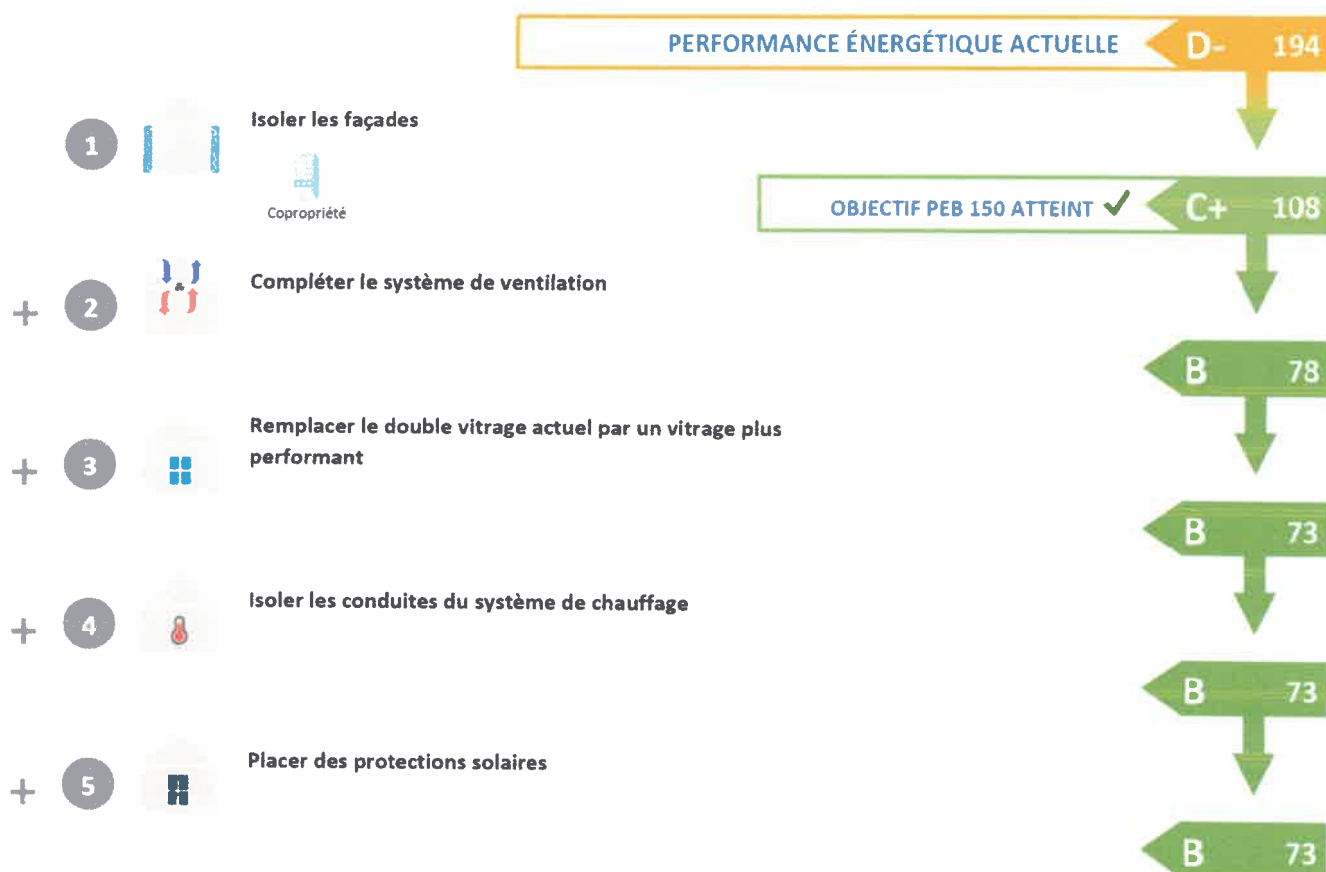 PERFORMANCE ÉNERGÉTIQUE ACTUELLE D- 194
1 Isoler les façades
Copropriété
OBJECTIF PEB 150 ATTEINT ✓ C+ 108
+ 2 & Compléter le système de ventilation
B 78
+ 3 Remplacer le double vitrage actuel par un vitrage plus
performant
B 73
+ 4 Isoler les conduites du système de chauffage
B 73
+ 5 Placer des protections solaires
B 73